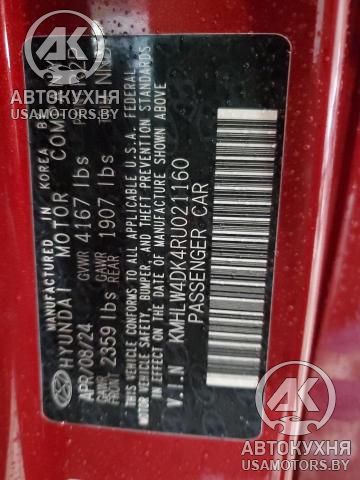 АВТОКУХНЯ
USAMOTORS.BY
MANUFACTURED IN KOREA B
HYUNDAI MOTOR COMPANY
APR/08/24 GVWR 4167 lbs
GAWR FRONT 2359 lbs GAWR REAR 1907 lbs
THIS VEHICLE CONFORMS TO ALL APPLICABLE U.S.A. FEDERAL
MOTOR VEHICLE SAFETY, BUMPER, AND THEFT PREVENTION STANDARDS
IN EFFECT ON THE DATE OF MANUFACTURE SHOWN ABOVE
V.I.N KMHLW4DK4RU021160
PASSENGER CAR
АВТОКУХНЯ
USAMOTORS.BY